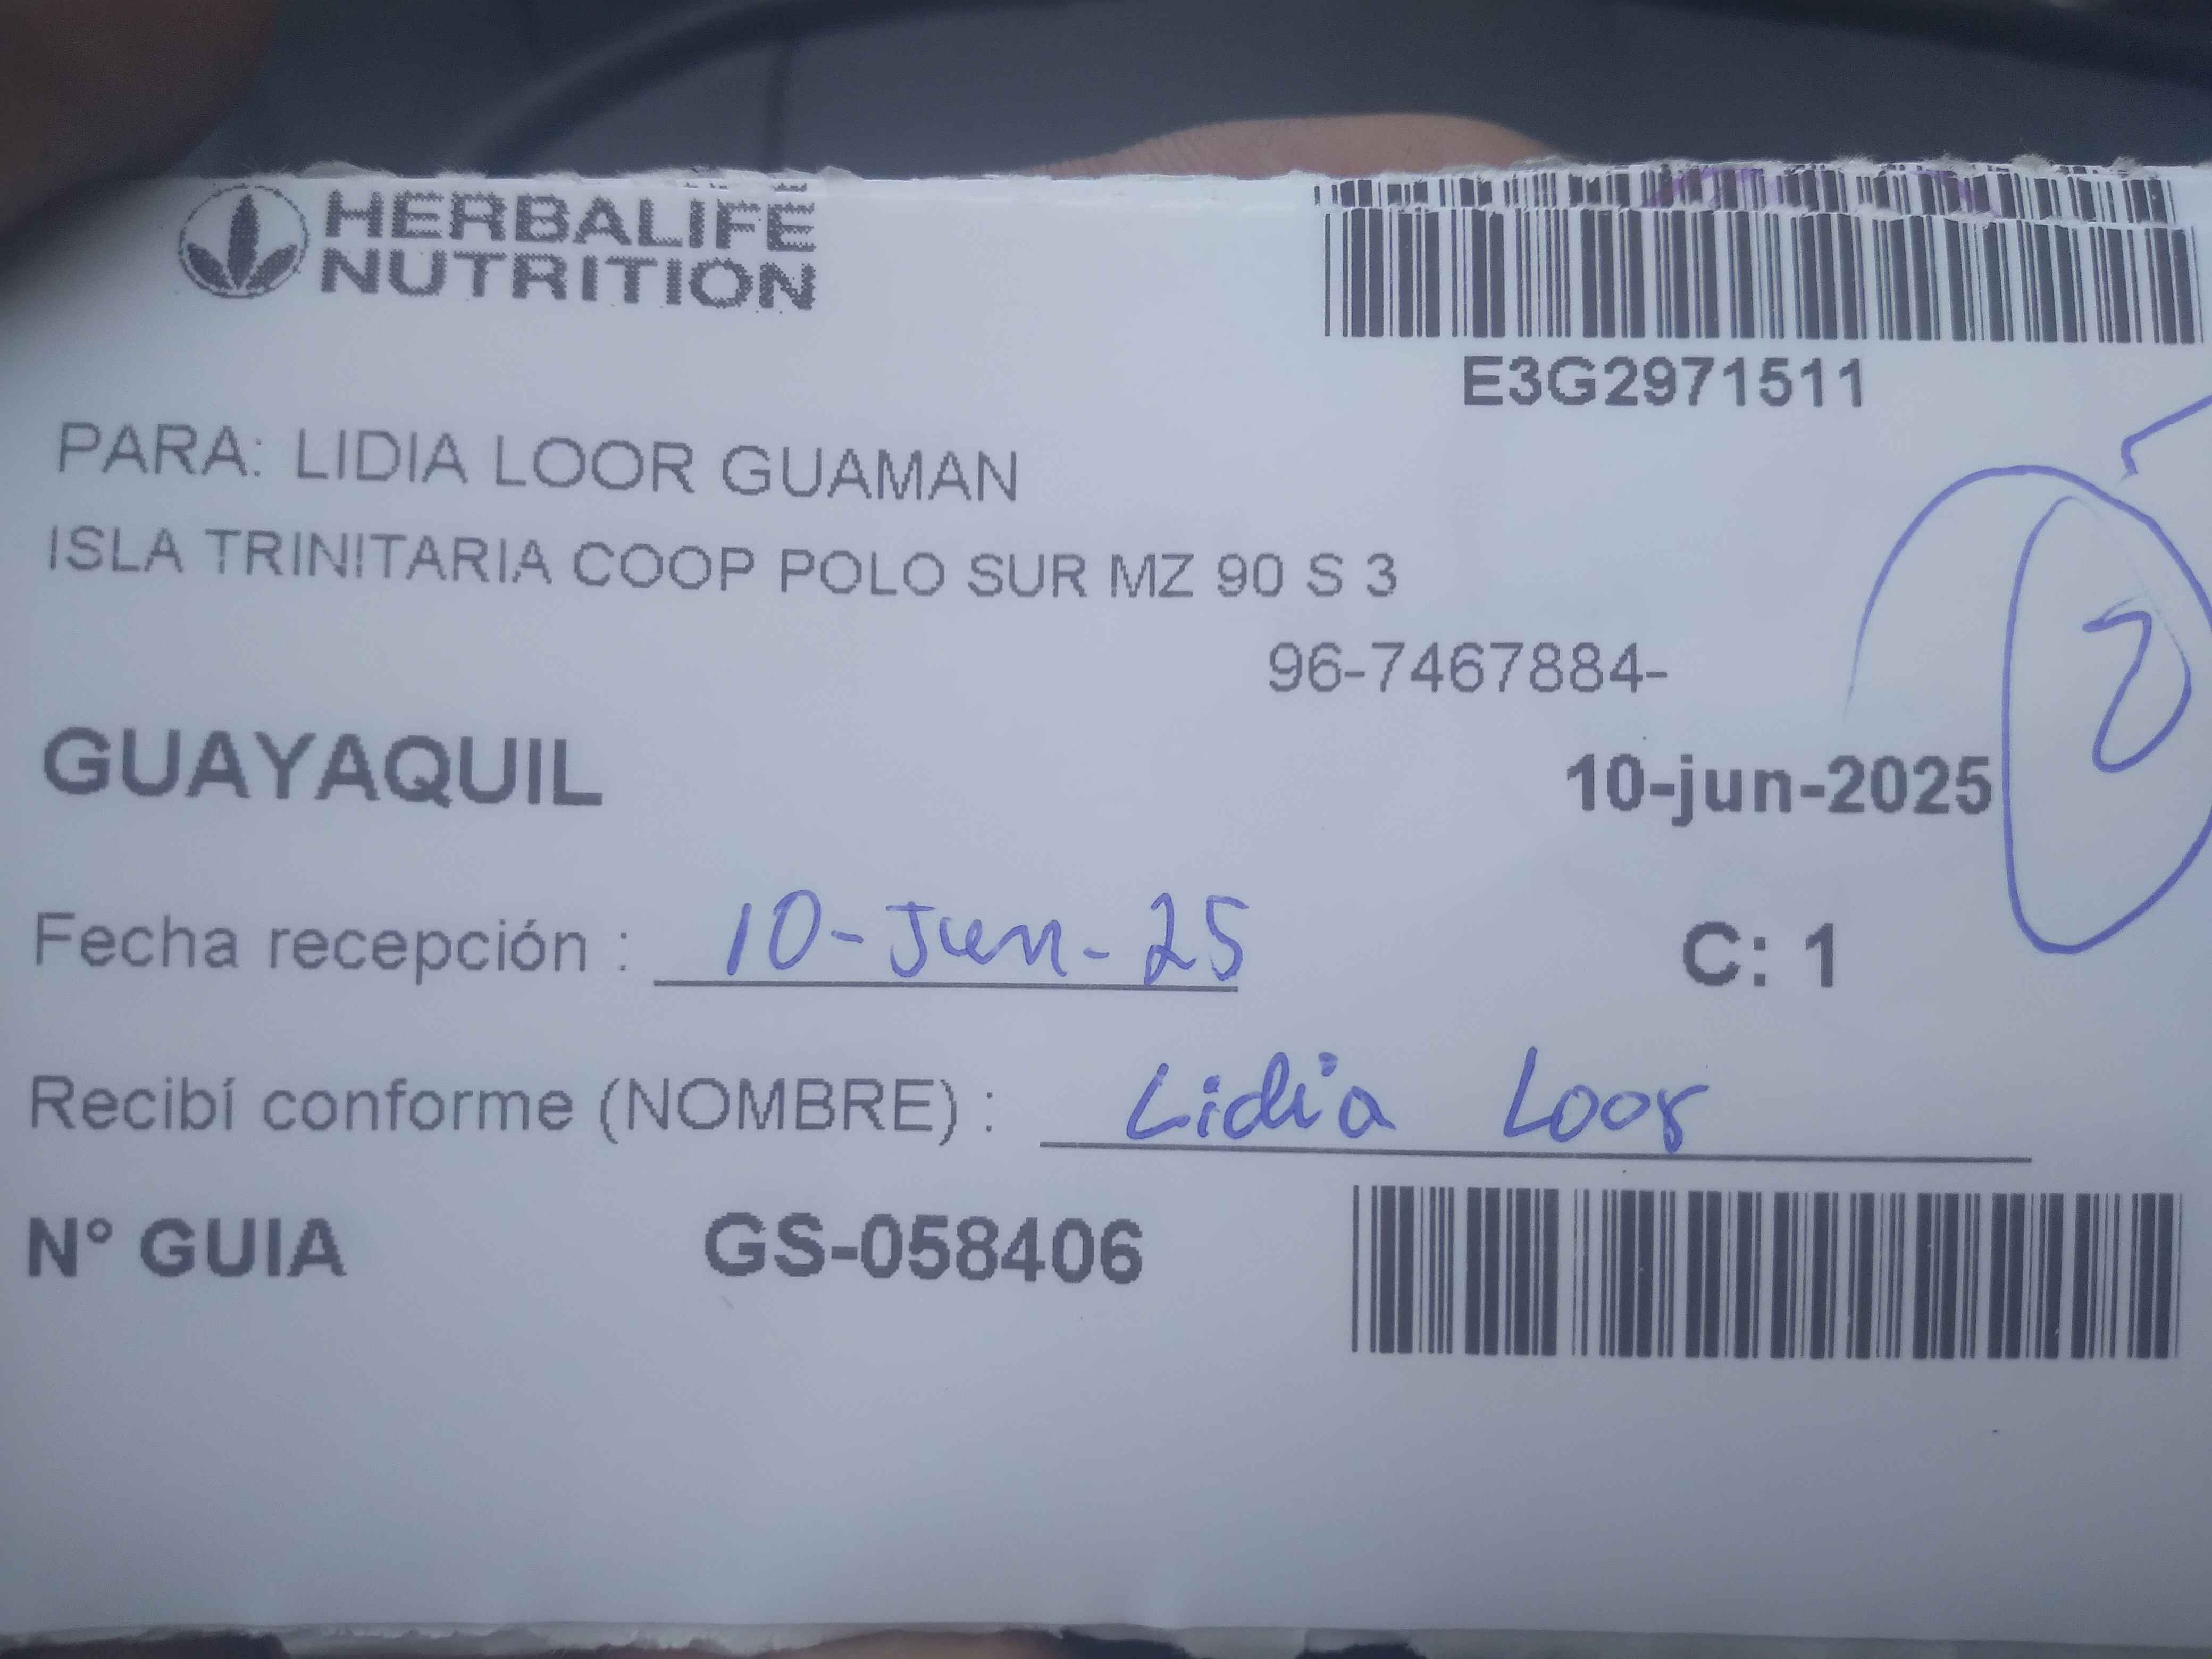 HERBALIFE
NUTRITION
E3G2971511
PARA: LIDIA LOOR GUAMAN
ISLA TRINITARIA COOP POLO SUR MZ 90 S 3
96-7467884-
GUAYAQUIL
10-jun-2025
2
Fecha recepción : 10-Jun-25
C: 1
Recibí conforme (NOMBRE) : Lidia Loor
N° GUIA GS-058406